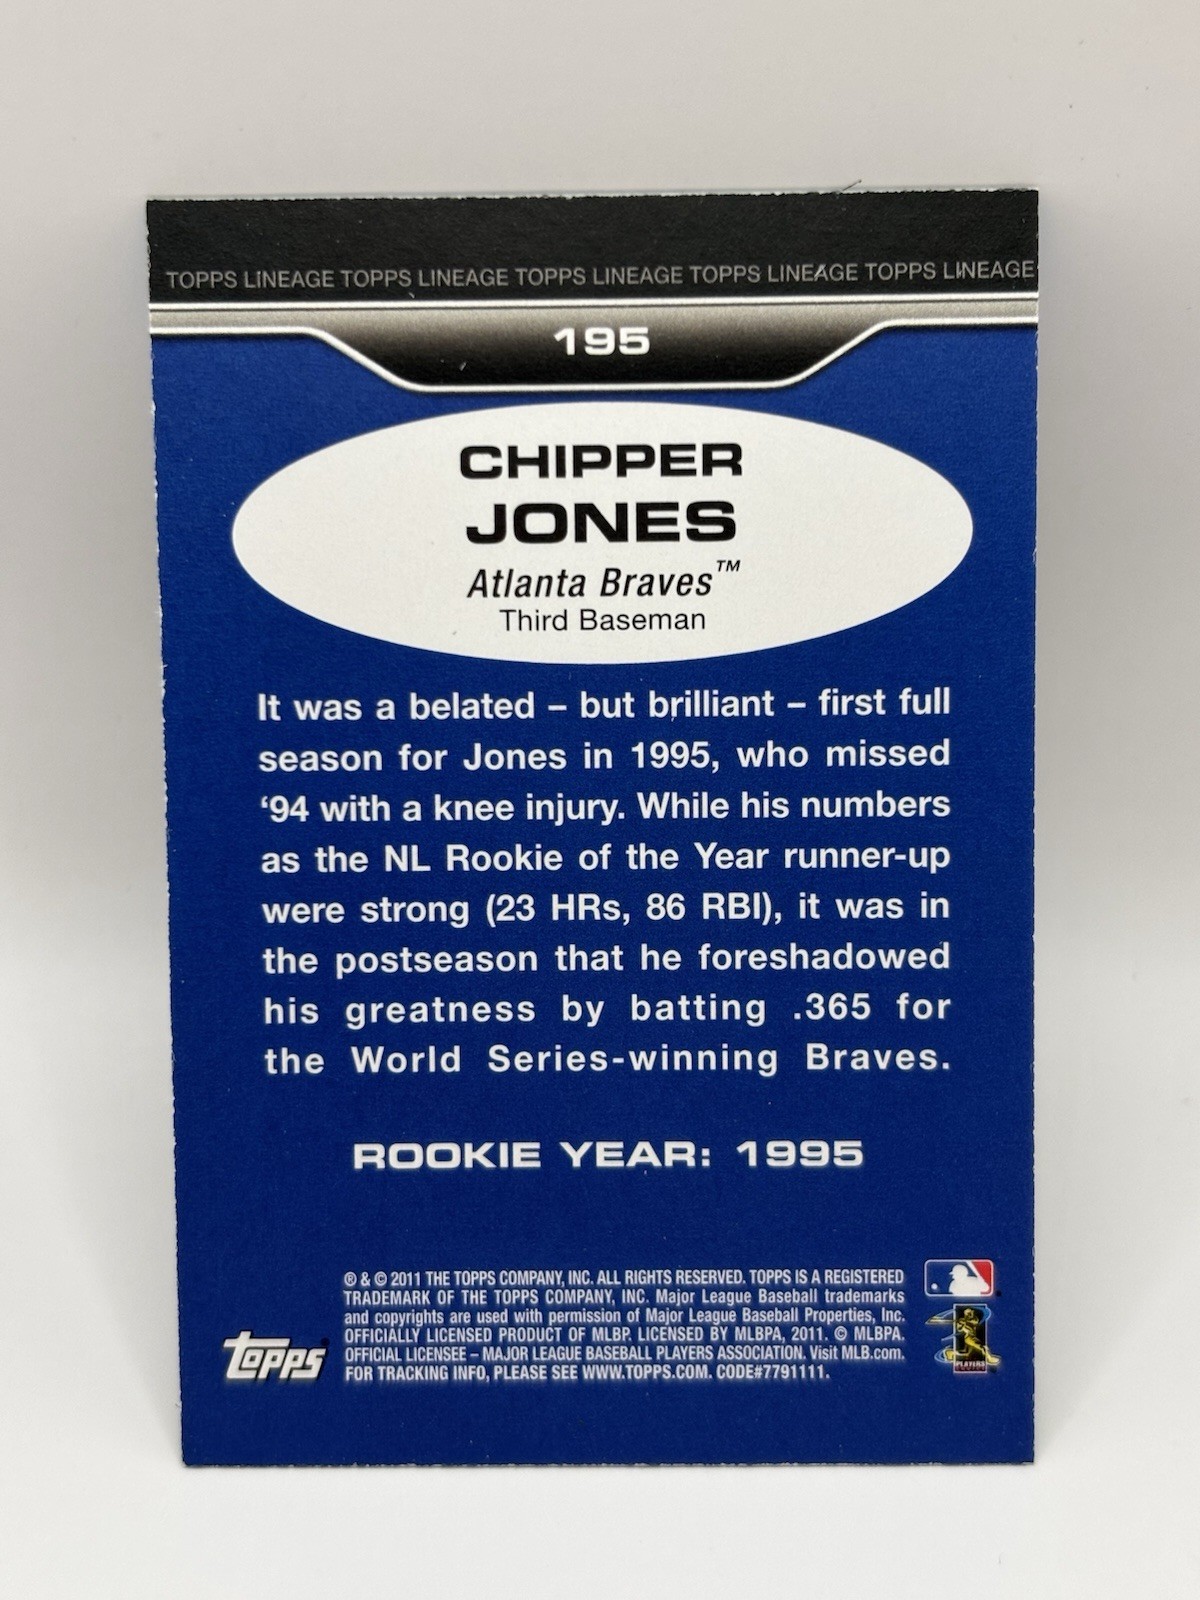 TOPPS LINEAGE TOPPS LINEAGE TOPPS LINEAGE TOPPS LINEAGE TOPPS LINEAGE
195
CHIPPER
JONES
Atlanta Braves™
Third Baseman
It was a belated – but brilliant – first full
season for Jones in 1995, who missed
‘94 with a knee injury. While his numbers
as the NL Rookie of the Year runner-up
were strong (23 HRs, 86 RBI), it was in
the postseason that he foreshadowed
his greatness by batting .365 for
the World Series-winning Braves.
ROOKIE YEAR: 1995
® & © 2011 THE TOPPS COMPANY, INC. ALL RIGHTS RESERVED. TOPPS IS A REGISTERED
TRADEMARK OF THE TOPPS COMPANY, INC. Major League Baseball trademarks
and copyrights are used with permission of Major League Baseball Properties, Inc.
OFFICIALLY LICENSED PRODUCT OF MLBP. LICENSED BY MLBPA, 2011. © MLBPA.
OFFICIAL LICENSEE – MAJOR LEAGUE BASEBALL PLAYERS ASSOCIATION. Visit MLB.com.
FOR TRACKING INFO, PLEASE SEE WWW.TOPPS.COM. CODE#7791111.
topps
PLAYERS